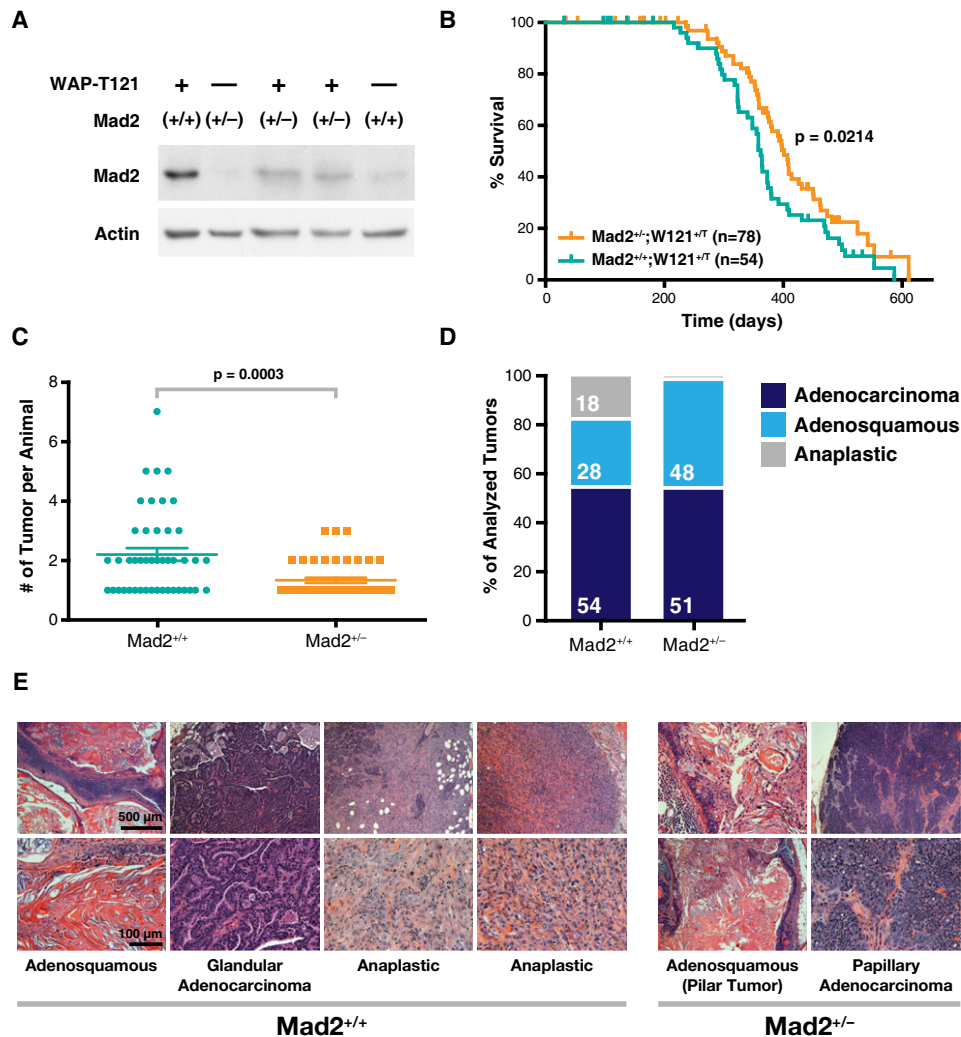 A
WAP-T121 + — + + —
Mad2 (+/+) (+/−) (+/−) (+/−) (+/+)
Mad2
Actin
B
% Survival
100
80
60
40
20
0
p = 0.0214
Mad2+/-;W121+/T (n=78)
Mad2+/+;W121+/T (n=54)
0 200 400 600
Time (days)
C
# of Tumor per Animal
8
6
4
2
0
p = 0.0003
Mad2+/+ Mad2+/−
D
% of Analyzed Tumors
100
80
60
40
20
0
18
28 48
54 51
Mad2+/+ Mad2+/−
Adenocarcinoma
Adenosquamous
Anaplastic
E
500 µm
100 µm
Adenosquamous
Glandular
Adenocarcinoma
Anaplastic
Anaplastic
Adenosquamous
(Pilar Tumor)
Papillary
Adenocarcinoma
Mad2+/+
Mad2+/−